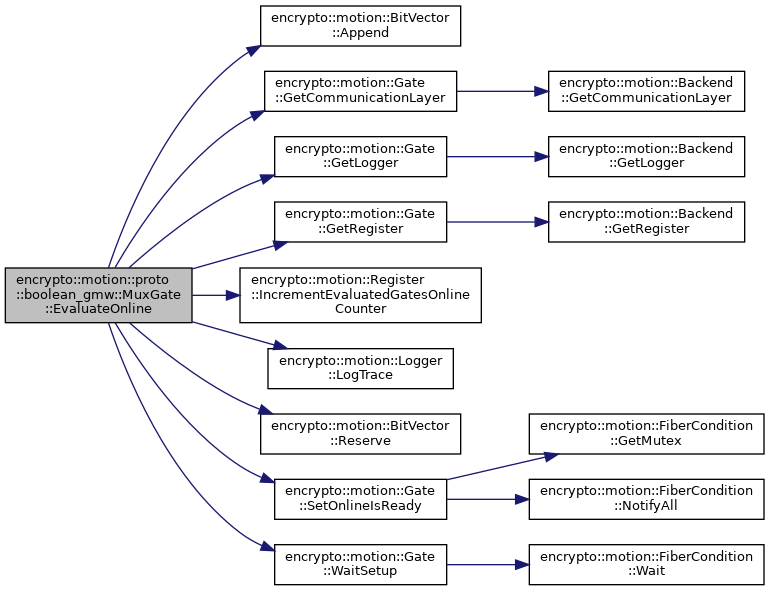 encrypto::motion::proto
::boolean_gmw::MuxGate
::EvaluateOnline
encrypto::motion::BitVector
::Append
encrypto::motion::Gate
::GetCommunicationLayer
encrypto::motion::Backend
::GetCommunicationLayer
encrypto::motion::Gate
::GetLogger
encrypto::motion::Backend
::GetLogger
encrypto::motion::Gate
::GetRegister
encrypto::motion::Backend
::GetRegister
encrypto::motion::Register
::IncrementEvaluatedGatesOnline
Counter
encrypto::motion::Logger
::LogTrace
encrypto::motion::BitVector
::Reserve
encrypto::motion::Gate
::SetOnlineIsReady
encrypto::motion::FiberCondition
::GetMutex
encrypto::motion::FiberCondition
::NotifyAll
encrypto::motion::Gate
::WaitSetup
encrypto::motion::FiberCondition
::Wait